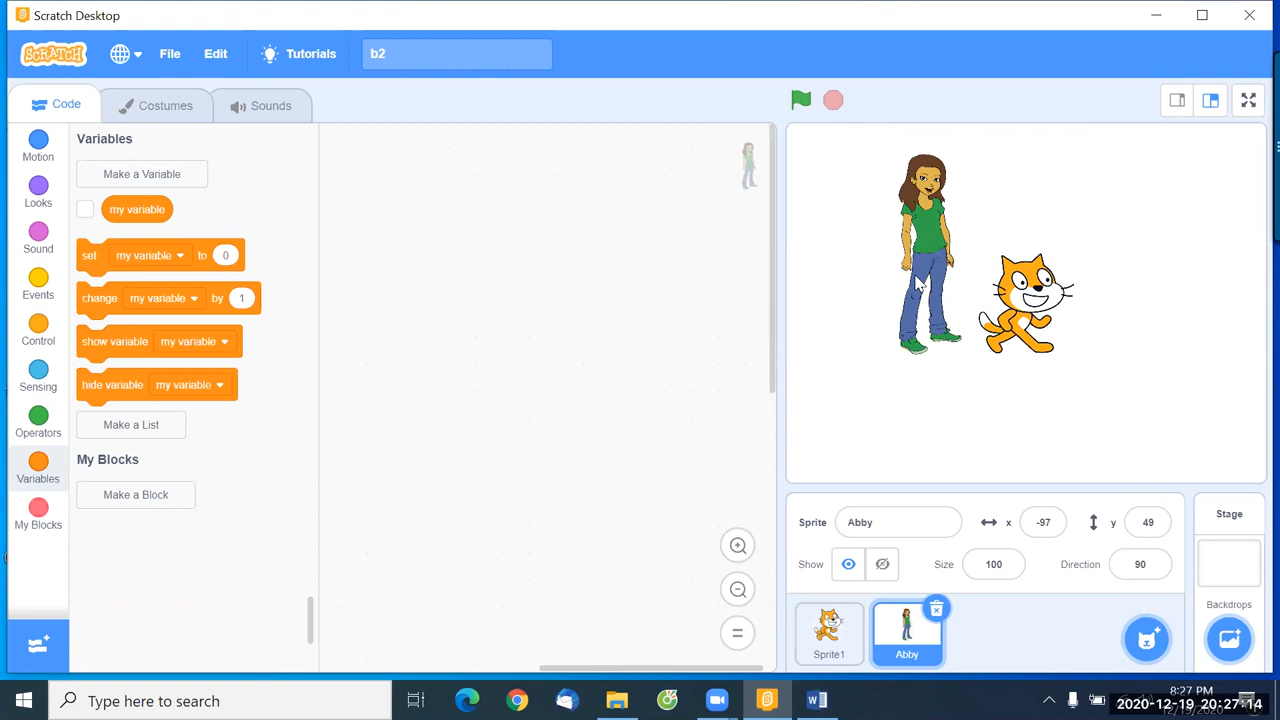 Scratch Desktop
SCRATCH
File
Edit
Tutorials
b2
Code
Costumes
Sounds
Motion
Looks
Sound
Events
Control
Sensing
Operators
Variables
My Blocks
Variables
Make a Variable
my variable
set my variable to 0
change my variable by 1
show variable my variable
hide variable my variable
Make a List
My Blocks
Make a Block
Sprite Abby x -97 y 49
Show Size 100 Direction 90
Sprite1
Abby
Stage
Backdrops
Type here to search
8:27 PM
12/19/2020
2020-12-19 20:27:14